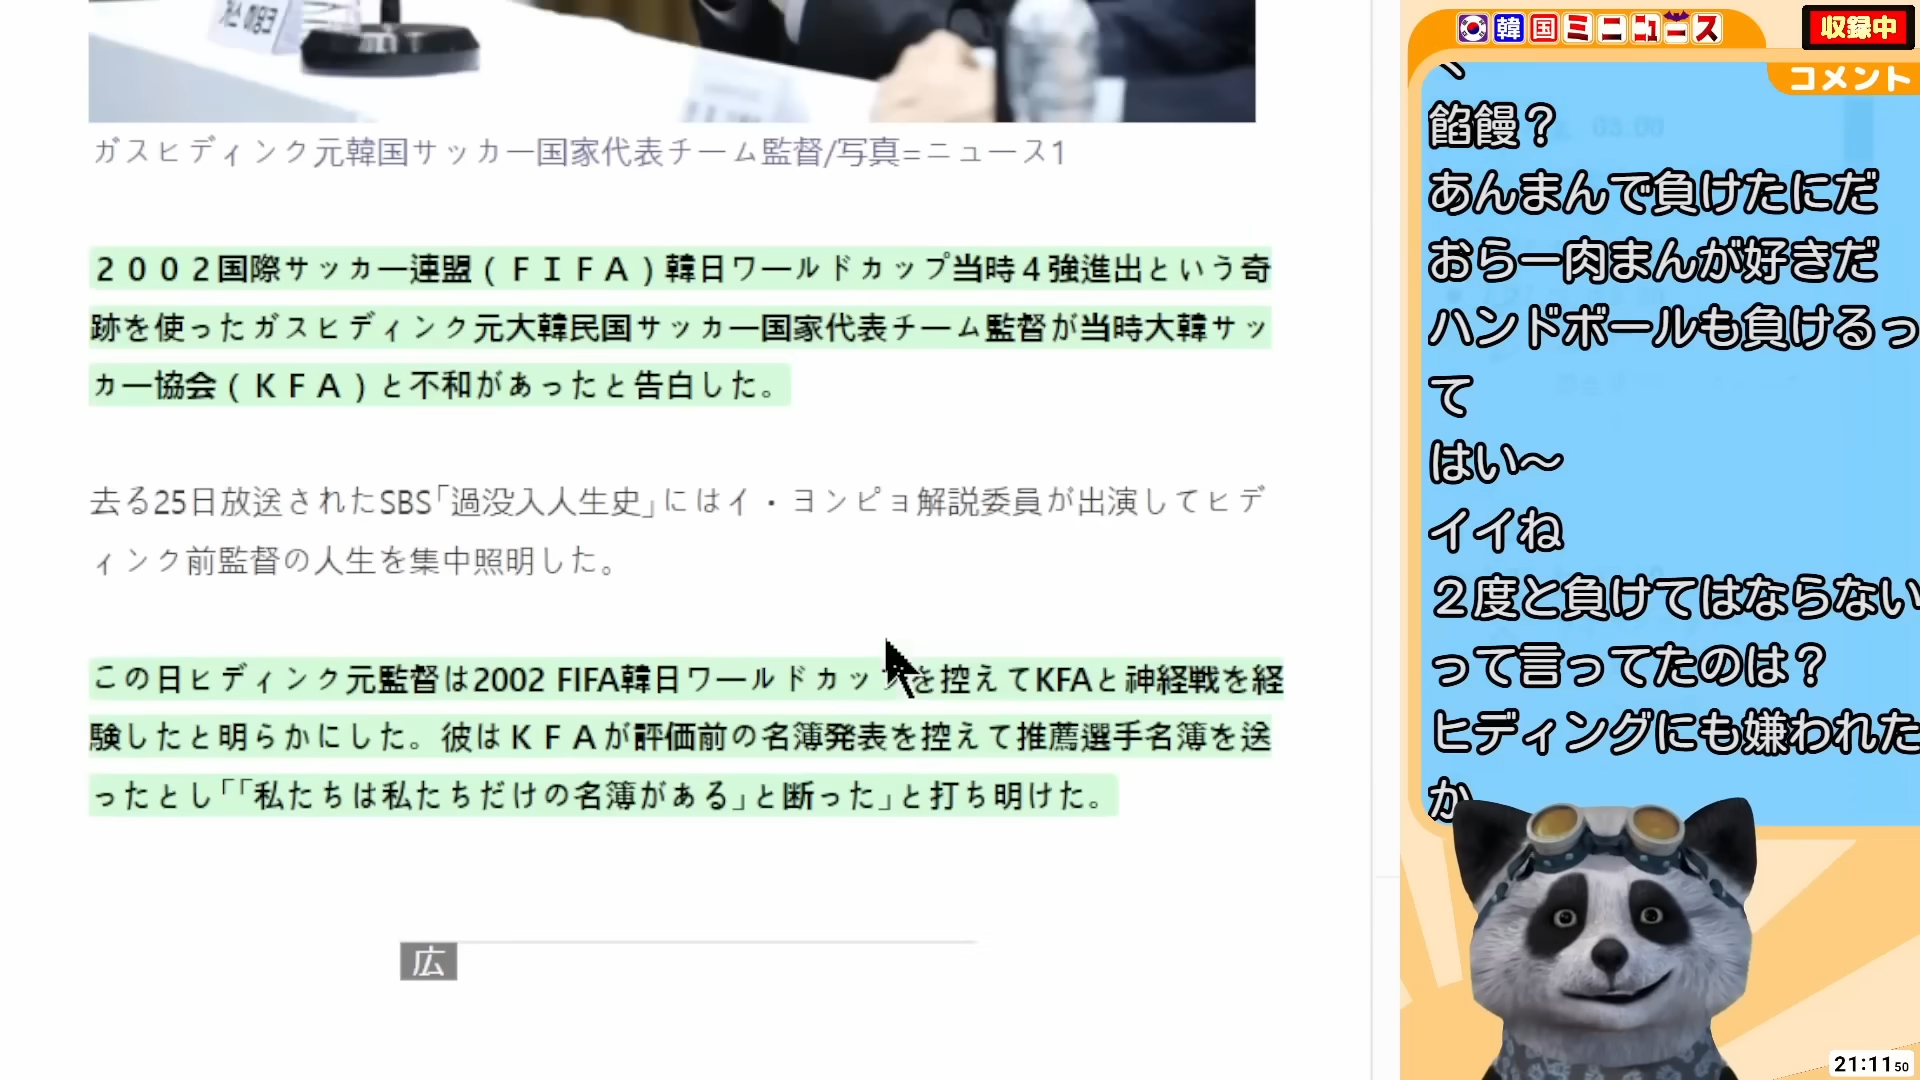 거스 히딩크
ガスヒディンク元韓国サッカー国家代表チーム監督/写真=ニュース1
２００２国際サッカー連盟（ＦＩＦＡ）韓日ワールドカップ当時４強進出という奇
跡を使ったガスヒディンク元大韓民国サッカー国家代表チーム監督が当時大韓サッ
カー協会（ＫＦＡ）と不和があったと告白した。
去る25日放送されたSBS「過没入人生史」にはイ・ヨンピョ解説委員が出演してヒデ
ィンク前監督の人生を集中照明した。
この日ヒディンク元監督は2002 FIFA韓日ワールドカップを控えてKFAと神経戦を経
験したと明らかにした。彼はＫＦＡが評価前の名簿発表を控えて推薦選手名簿を送
ったとし「「私たちは私たちだけの名簿がある」と断った」と打ち明けた。
広
韓国ミニニュース
収録中
コメント
餡饅？
あんまんで負けたにだ
おらー肉まんが好きだ
ハンドボールも負けるっ
て
はい〜
イイね
２度と負けてはならない
って言ってたのは？
ヒディングにも嫌われた
か
21:11 50